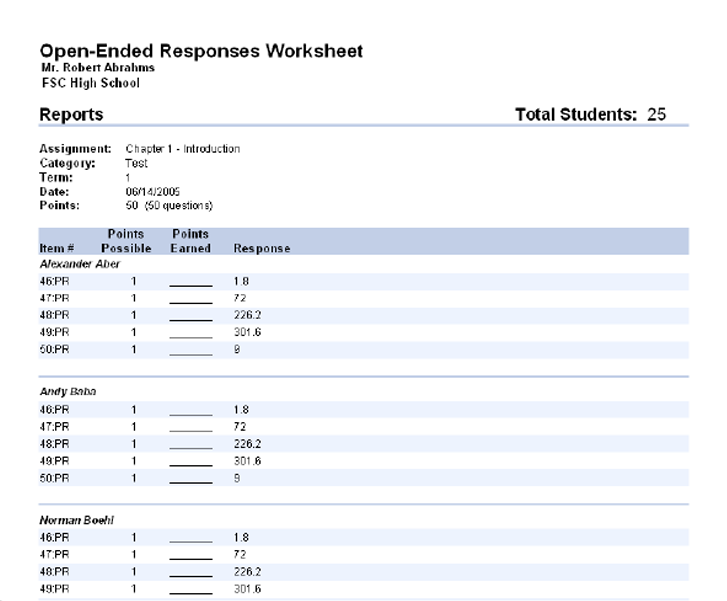 Open-Ended Responses Worksheet
Mr. Robert Abrahms
FSC High School
Reports Total Students: 25
Assignment: Chapter 1 - Introduction
Category: Test
Term: 1
Date: 06/14/2005
Points: 50 (50 questions)
Points Points
Item # Possible Earned Response
Alexander Aber
46:PR 1 ______ 1.8
47:PR 1 ______ 72
48:PR 1 ______ 226.2
49:PR 1 ______ 301.6
50:PR 1 ______ 9
Andy Baba
46:PR 1 ______ 1.8
47:PR 1 ______ 72
48:PR 1 ______ 226.2
49:PR 1 ______ 301.6
50:PR 1 ______ 9
Norman Boehl
46:PR 1 ______ 1.8
47:PR 1 ______ 72
48:PR 1 ______ 226.2
49:PR 1 ______ 301.6